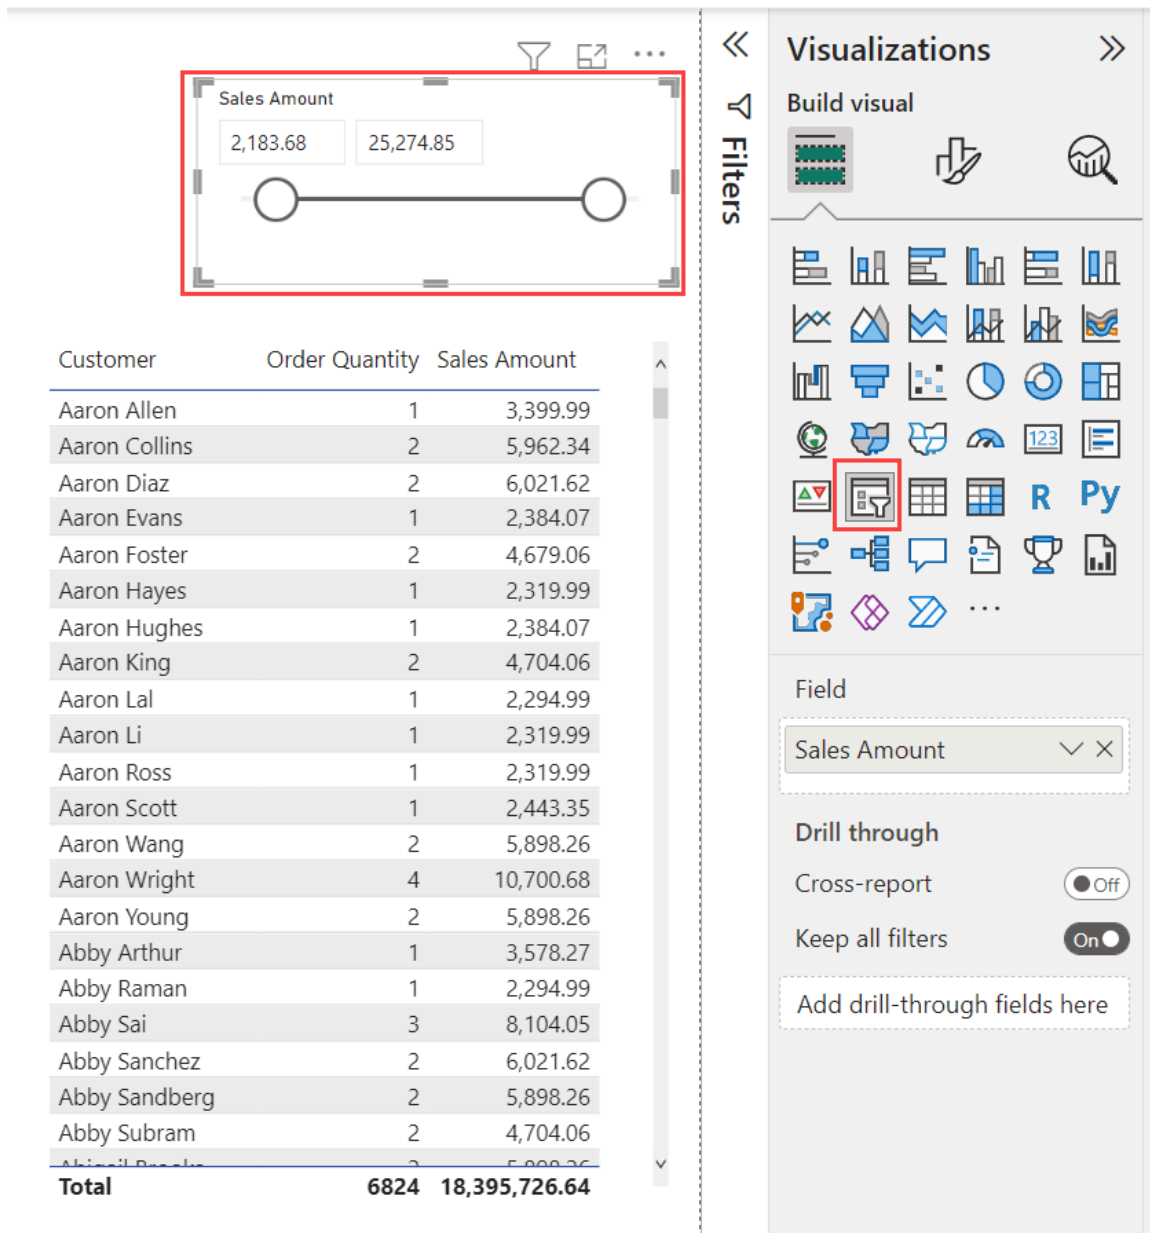 Sales Amount
2,183.68 25,274.85
Customer Order Quantity Sales Amount
Aaron Allen 1 3,399.99
Aaron Collins 2 5,962.34
Aaron Diaz 2 6,021.62
Aaron Evans 1 2,384.07
Aaron Foster 2 4,679.06
Aaron Hayes 1 2,319.99
Aaron Hughes 1 2,384.07
Aaron King 2 4,704.06
Aaron Lal 1 2,294.99
Aaron Li 1 2,319.99
Aaron Ross 1 2,319.99
Aaron Scott 1 2,443.35
Aaron Wang 2 5,898.26
Aaron Wright 4 10,700.68
Aaron Young 2 5,898.26
Abby Arthur 1 3,578.27
Abby Raman 1 2,294.99
Abby Sai 3 8,104.05
Abby Sanchez 2 6,021.62
Abby Sandberg 2 5,898.26
Abby Subram 2 4,704.06
Total 6824 18,395,726.64
Filters
Visualizations
Build visual
123
R Py
Field
Sales Amount
Drill through
Cross-report Off
Keep all filters On
Add drill-through fields here